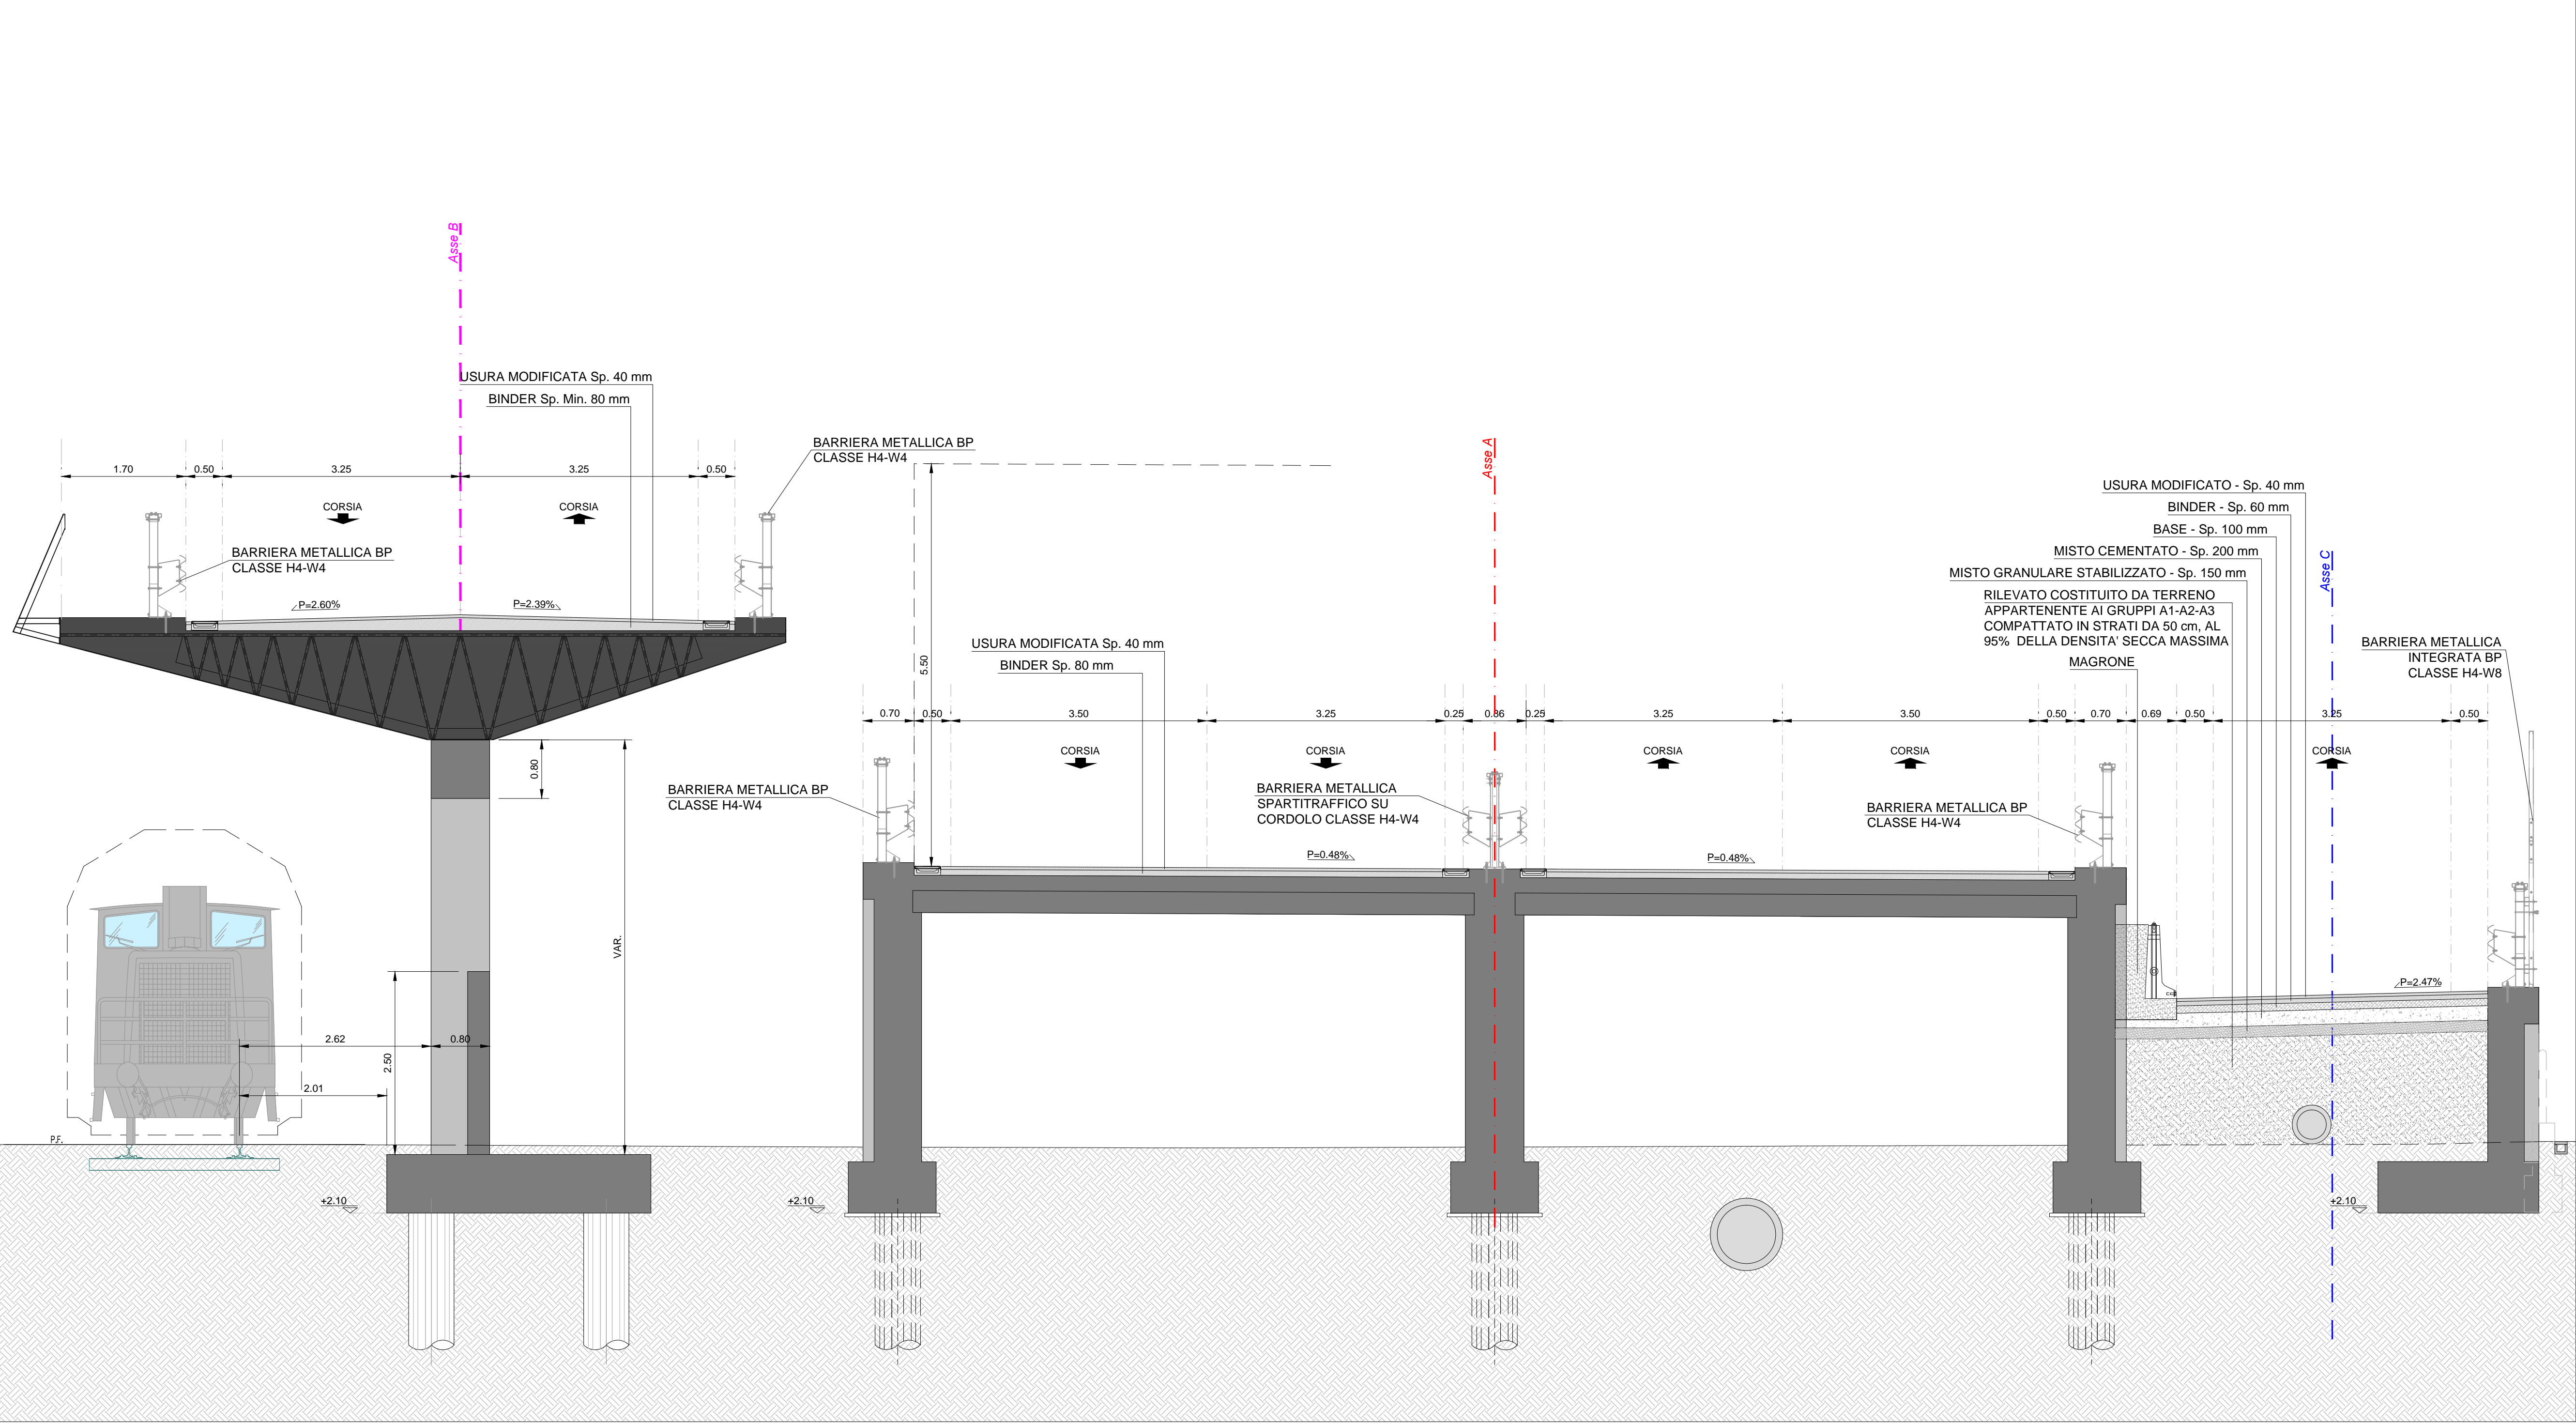 Asse B
USURA MODIFICATA Sp. 40 mm
BINDER Sp. Min. 80 mm
1.70
0.50
3.25
3.25
0.50
CORSIA
CORSIA
BARRIERA METALLICA BP
CLASSE H4-W4
BARRIERA METALLICA BP
CLASSE H4-W4
P=2.60%
P=2.39%
0.80
VAR.
2.62
0.80
2.50
2.01
P.F.
+2.10
Asse A
5.50
USURA MODIFICATA Sp. 40 mm
BINDER Sp. 80 mm
0.70
0.50
3.50
3.25
0.25
0.86
0.25
3.25
3.50
0.50
0.70
0.69
0.50
3.25
0.50
CORSIA
CORSIA
CORSIA
CORSIA
CORSIA
BARRIERA METALLICA BP
CLASSE H4-W4
BARRIERA METALLICA
SPARTITRAFFICO SU
CORDOLO CLASSE H4-W4
BARRIERA METALLICA BP
CLASSE H4-W4
P=0.48%
P=0.48%
+2.10
Asse C
USURA MODIFICATO - Sp. 40 mm
BINDER - Sp. 60 mm
BASE - Sp. 100 mm
MISTO CEMENTATO - Sp. 200 mm
MISTO GRANULARE STABILIZZATO - Sp. 150 mm
RILEVATO COSTITUITO DA TERRENO
APPARTENENTE AI GRUPPI A1-A2-A3
COMPATTATO IN STRATI DA 50 cm, AL
95% DELLA DENSITA' SECCA MASSIMA
MAGRONE
BARRIERA METALLICA
INTEGRATA BP
CLASSE H4-W8
P=2.47%
+2.10